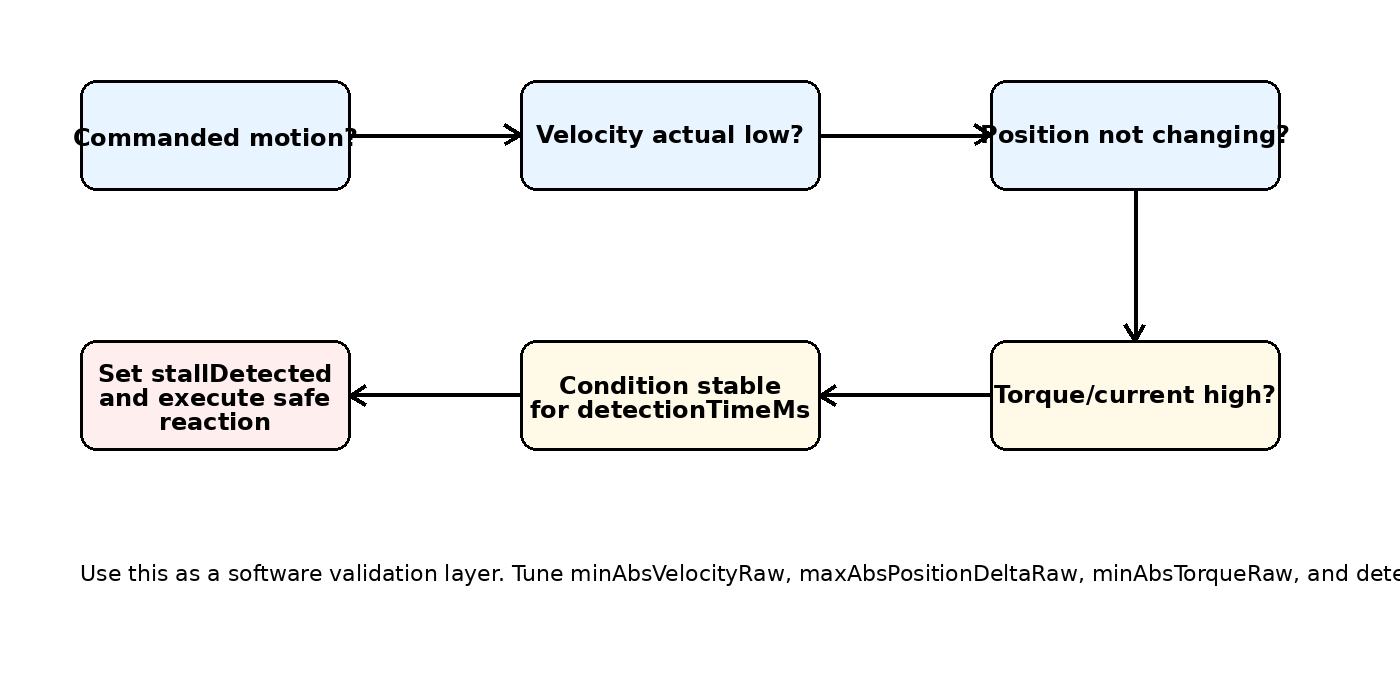 Commanded motion?
Velocity actual low?
Position not changing?
Torque/current high?
Condition stable
for detectionTimeMs
Set stallDetected
and execute safe
reaction
Use this as a software validation layer. Tune minAbsVelocityRaw, maxAbsPositionDeltaRaw, minAbsTorqueRaw, and dete